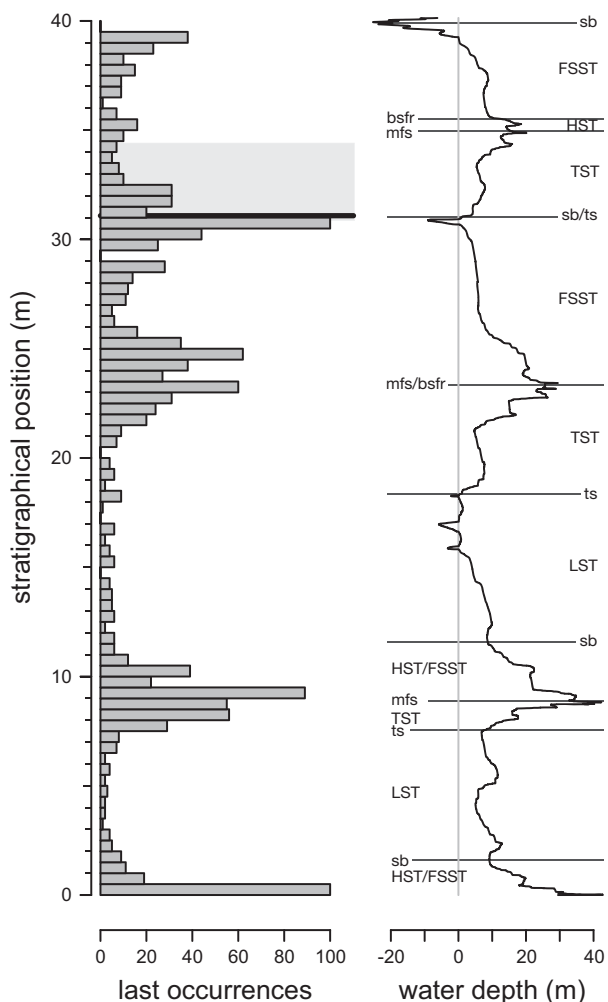 40
30
20
10
0
stratigraphical position (m)
0 20 40 60 80 100
last occurrences
sb
FSST
bsfr
HST
mfs
TST
sb/ts
FSST
mfs/bsfr
TST
ts
LST
sb
HST/FSST
mfs
TST
ts
LST
sb
HST/FSST
-20 0 20 40
water depth (m)